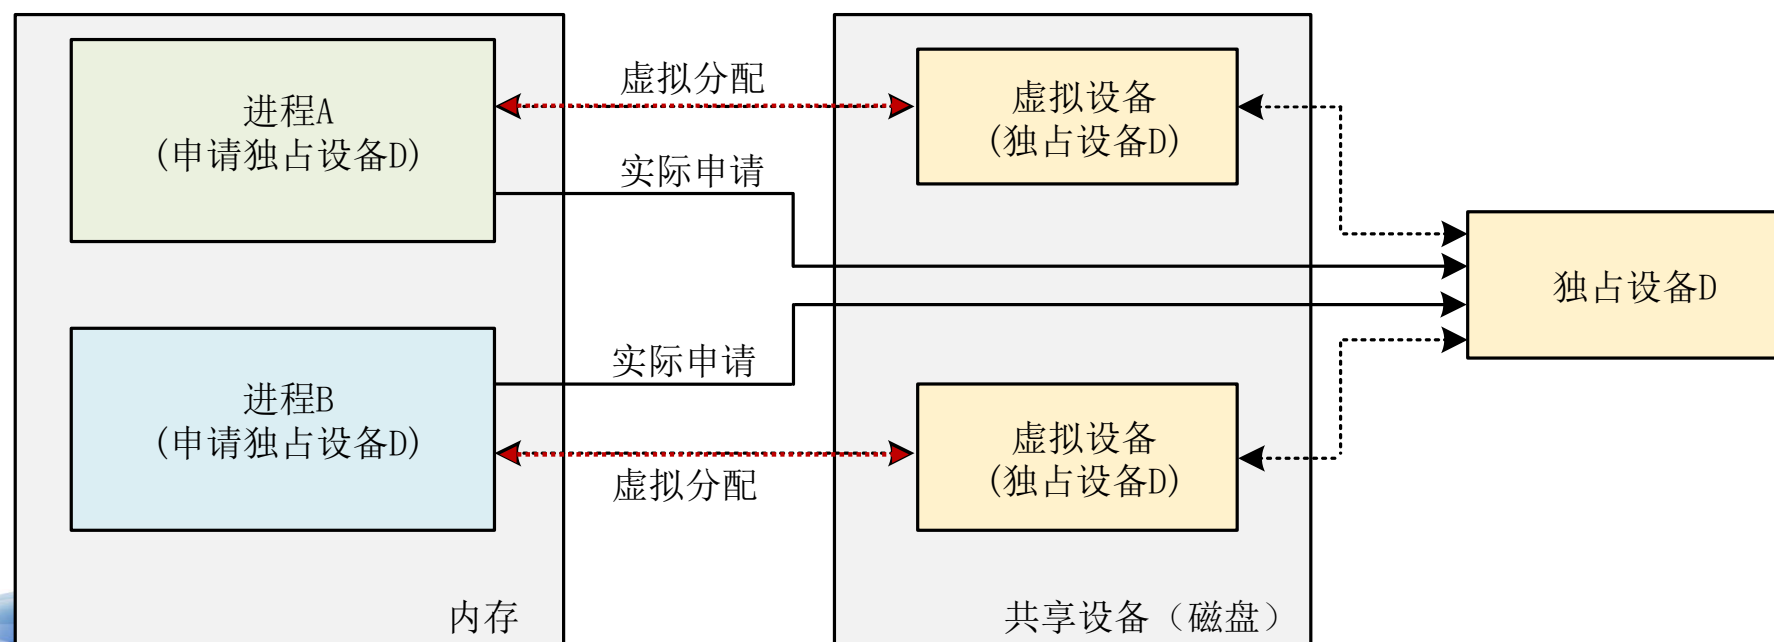 进程A
(申请独占设备D)
虚拟分配
虚拟设备
(独占设备D)
实际申请
独占设备D
进程B
(申请独占设备D)
实际申请
虚拟设备
(独占设备D)
虚拟分配
内存
共享设备（磁盘）